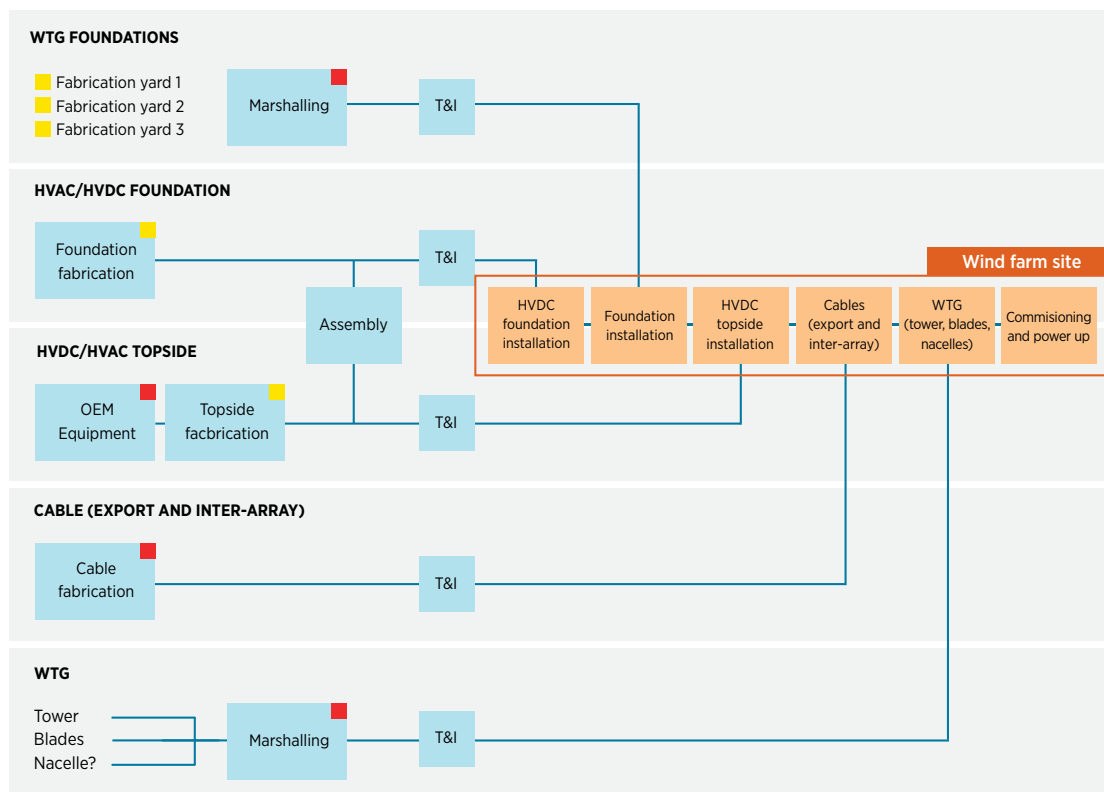 WTG FOUNDATIONS
Fabrication yard 1
Fabrication yard 2
Fabrication yard 3
Marshalling
T&I
HVAC/HVDC FOUNDATION
Foundation
fabrication
T&I
Assembly
Wind farm site
HVDC
foundation
installation
Foundation
installation
HVDC
topside
installation
Cables
(export and
inter-array)
WTG
(tower, blades,
nacelles)
Commisioning
and power up
HVDC/HVAC TOPSIDE
OEM
Equipment
Topside
facbrication
T&I
CABLE (EXPORT AND INTER-ARRAY)
Cable
fabrication
T&I
WTG
Tower
Blades
Nacelle?
Marshalling
T&I